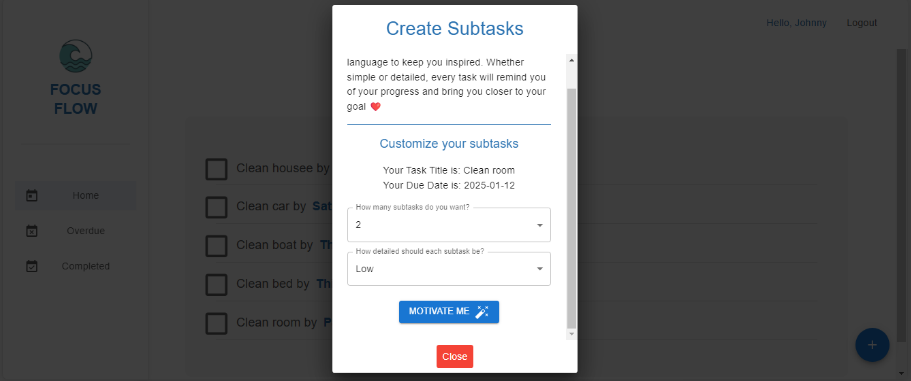 Create Subtasks
Hello, Johnny
Logout
FOCUS
FLOW
language to keep you inspired. Whether
simple or detailed, every task will remind you
of your progress and bring you closer to your
goal ❤️
Customize your subtasks
Your Task Title is: Clean room
Your Due Date is: 2025-01-12
How many subtasks do you want?
2
How detailed should each subtask be?
Low
MOTIVATE ME
Close
Home
Overdue
Completed
Clean housee by
Clean car by Sat
Clean boat by Th
Clean bed by Th
Clean room by P
+